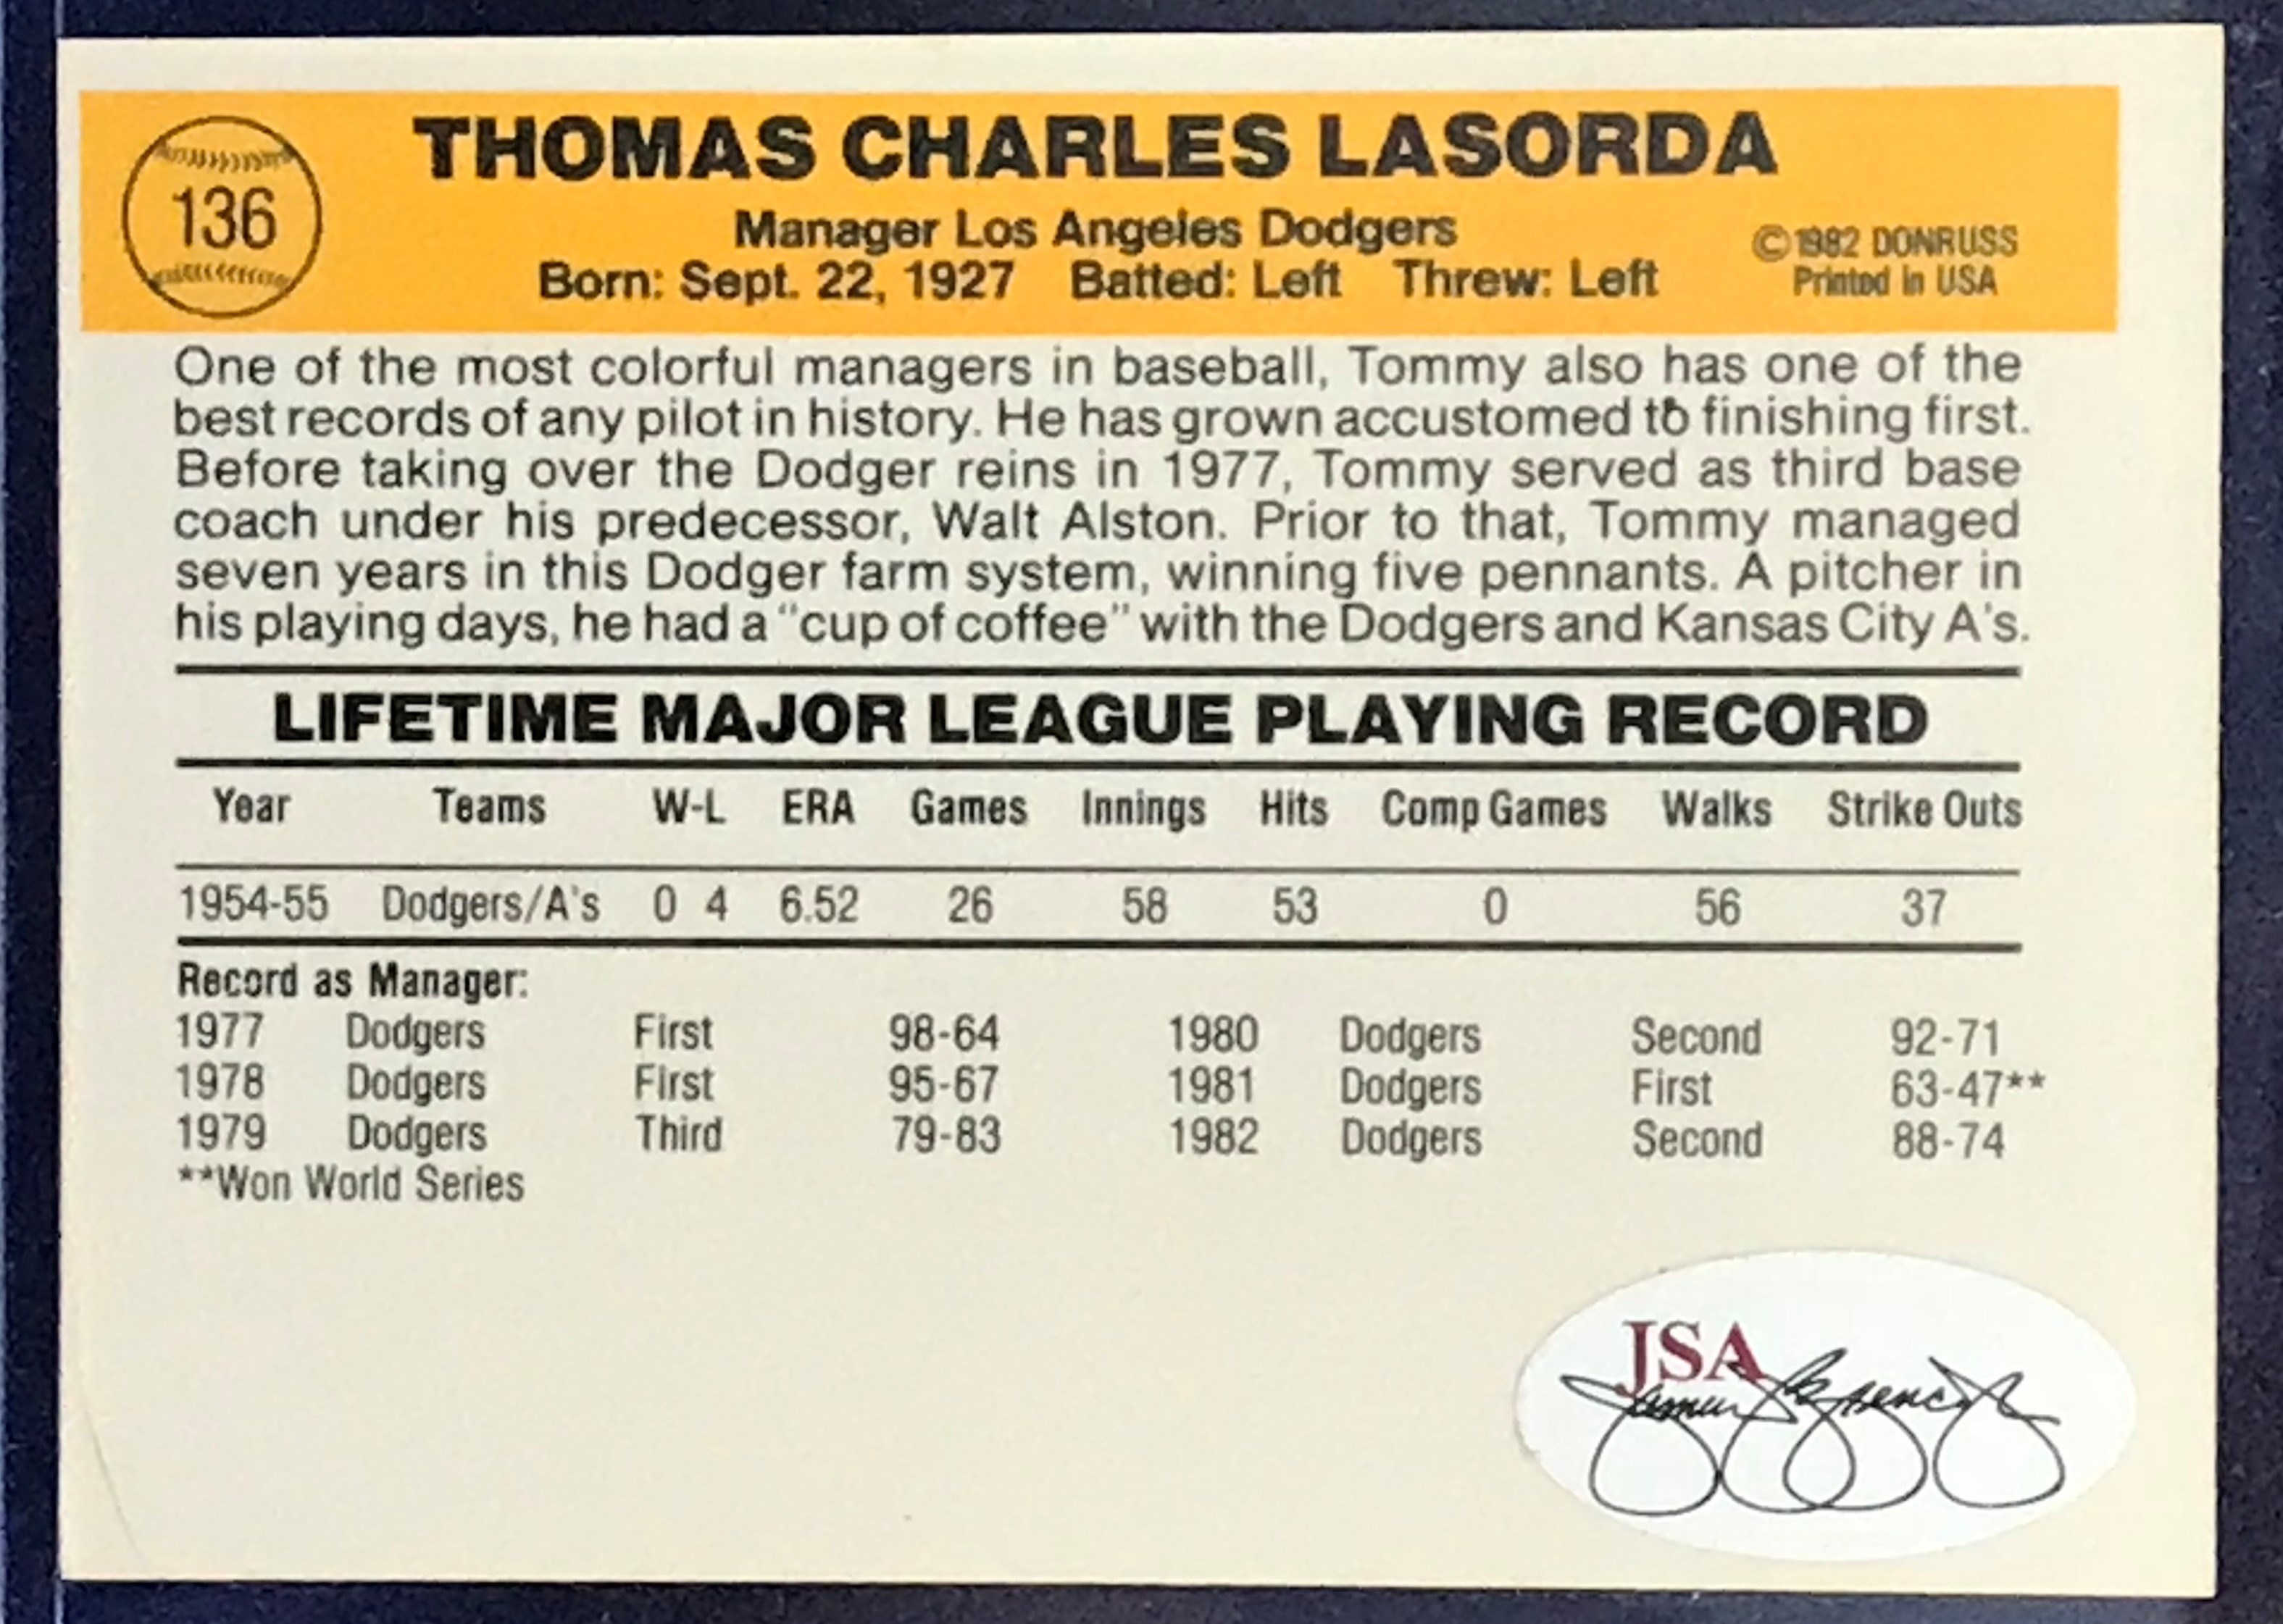 136
THOMAS CHARLES LASORDA
Manager Los Angeles Dodgers
Born: Sept. 22, 1927 Batted: Left Threw: Left
©1982 DONRUSS
Printed in USA
One of the most colorful managers in baseball, Tommy also has one of the
best records of any pilot in history. He has grown accustomed to finishing first.
Before taking over the Dodger reins in 1977, Tommy served as third base
coach under his predecessor, Walt Alston. Prior to that, Tommy managed
seven years in this Dodger farm system, winning five pennants. A pitcher in
his playing days, he had a "cup of coffee" with the Dodgers and Kansas City A's.
LIFETIME MAJOR LEAGUE PLAYING RECORD
Year Teams W-L ERA Games Innings Hits Comp Games Walks Strike Outs
1954-55 Dodgers/A's 0 4 6.52 26 58 53 0 56 37
Record as Manager:
1977 Dodgers First 98-64 1980 Dodgers Second 92-71
1978 Dodgers First 95-67 1981 Dodgers First 63-47**
1979 Dodgers Third 79-83 1982 Dodgers Second 88-74
**Won World Series
JSA